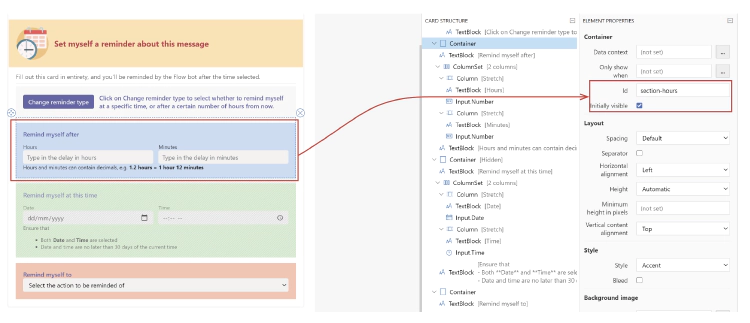 Set myself a reminder about this message
Fill out this card in entirety, and you'll be reminded by the Flow bot after the time selected.
Change reminder type
Click on Change reminder type to select whether to remind myself
at a specific time, or after a certain number of hours from now.
Remind myself after
Hours
Minutes
Type in the delay in hours
Type in the delay in minutes
Hours and minutes can contain decimals, e.g. 1.2 hours = 1 hour 12 minutes
Remind myself at this time
Date
Time
dd/mm/yyyy
--:-- --
Ensure that
• Both Date and Time are selected
• Date and time are no later than 30 days of the current time
Remind myself to
Select the action to be reminded of
CARD STRUCTURE
TextBlock [Click on Change reminder type to
Container
TextBlock [Remind myself after]
ColumnSet [2 columns]
Column [Stretch]
TextBlock [Hours]
Input.Number
Column [Stretch]
TextBlock [Minutes]
Input.Number
TextBlock [Hours and minutes can contain deci
Container [Hidden]
TextBlock [Remind myself at this time]
ColumnSet [2 columns]
Column [Stretch]
TextBlock [Date]
Input.Date
Column [Stretch]
TextBlock [Time]
Input.Time
[Ensure that
TextBlock - Both **Date** and **Time** are sele
- Date and time are no later than 30
Container
TextBlock [Remind myself to]
ELEMENT PROPERTIES
Container
Data context (not set) ...
Only show
when (not set) ...
Id section-hours
Initially visible
Layout
Spacing Default
Separator
Horizontal
alignment Left
Height Automatic
Minimum
height in pixels (not set)
Vertical content
alignment Top
Style
Style Accent
Bleed
Background image